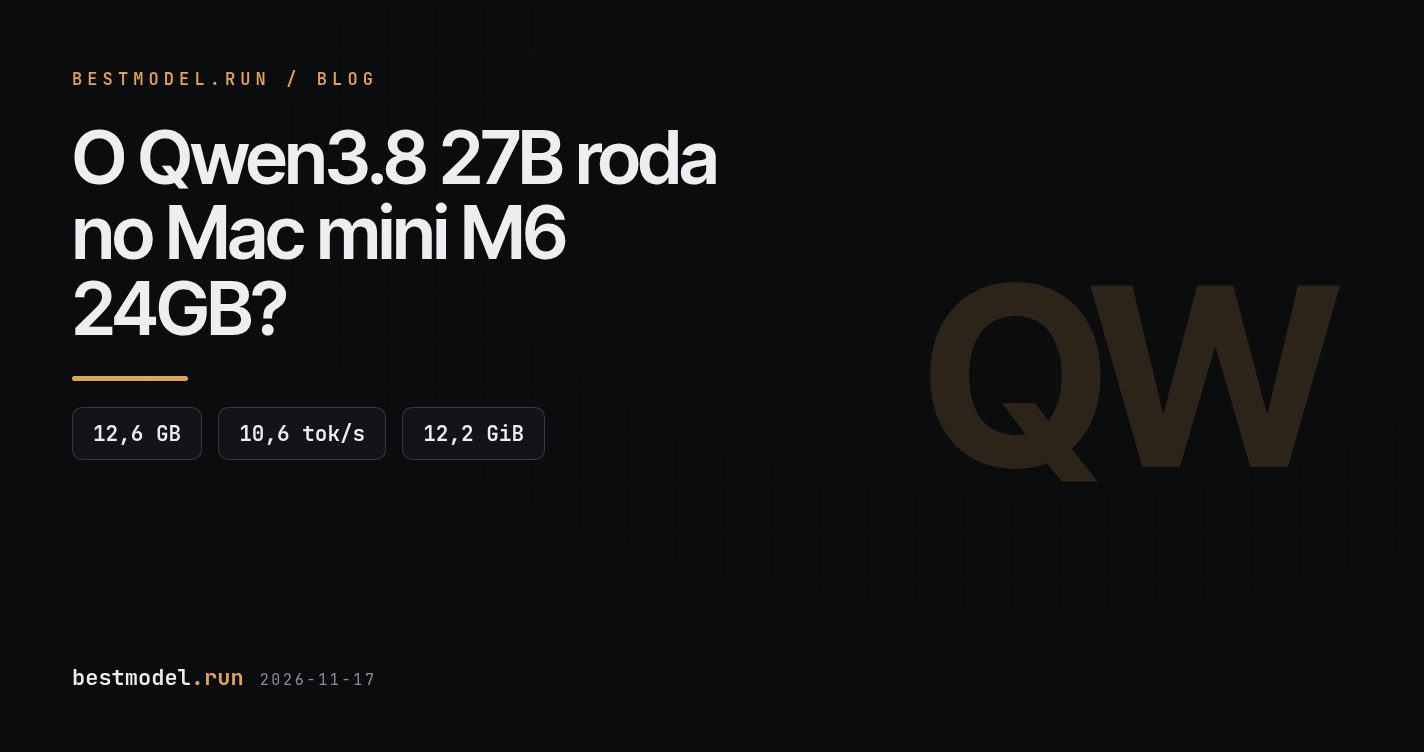 BESTMODEL.RUN / BLOG
O Qwen3.8 27B roda
no Mac mini M6
24GB?
12,6 GB
10,6 tok/s
12,2 GiB
QW
bestmodel.run 2026-11-17